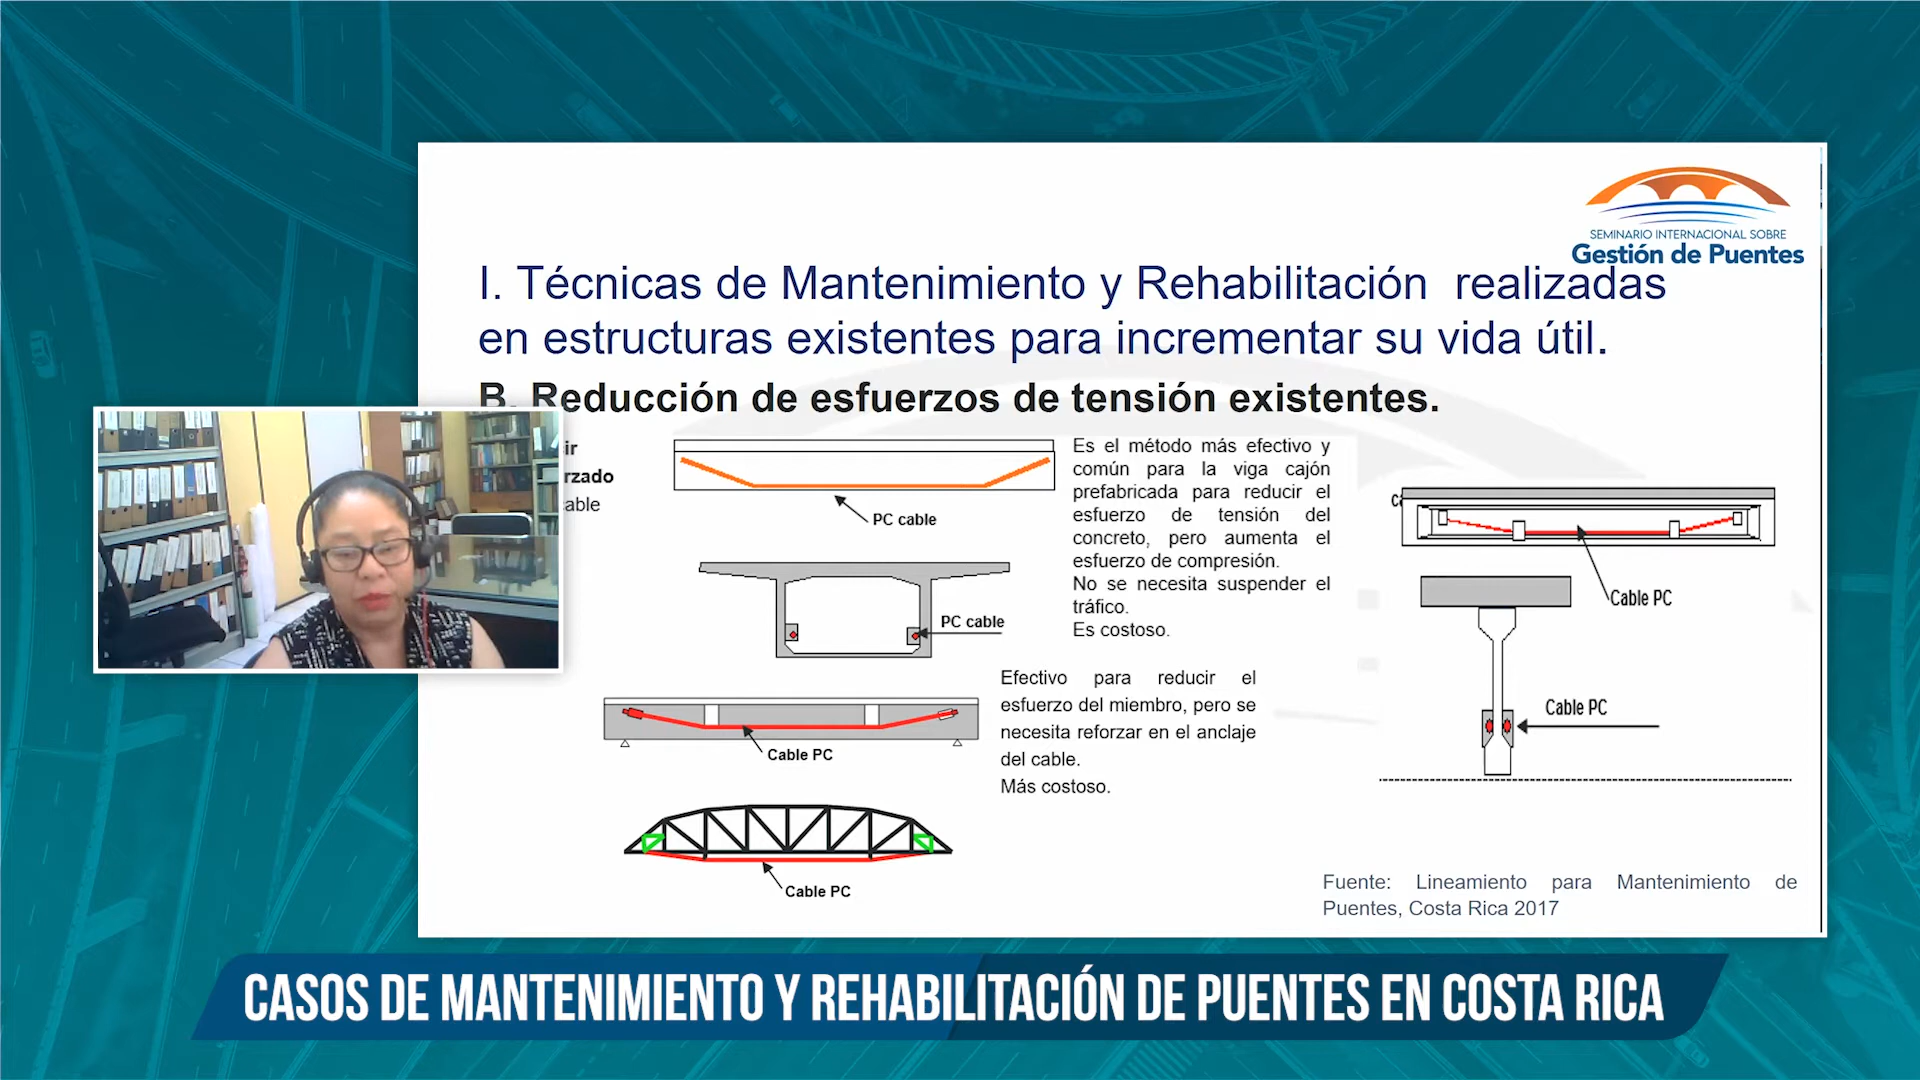 SEMINARIO INTERNACIONAL SOBRE
Gestión de Puentes
I. Técnicas de Mantenimiento y Rehabilitación realizadas
en estructuras existentes para incrementar su vida útil.
B. Reducción de esfuerzos de tensión existentes.
PC cable
PC cable
Es el método más efectivo y
común para la viga cajón
prefabricada para reducir el
esfuerzo de tensión del
concreto, pero aumenta el
esfuerzo de compresión.
No se necesita suspender el
tráfico.
Es costoso.
Cable PC
Efectivo para reducir el
esfuerzo del miembro, pero se
necesita reforzar en el anclaje
del cable.
Más costoso.
Cable PC
Cable PC
Cable PC
Fuente: Lineamiento para Mantenimiento de
Puentes, Costa Rica 2017
CASOS DE MANTENIMIENTO Y REHABILITACIÓN DE PUENTES EN COSTA RICA